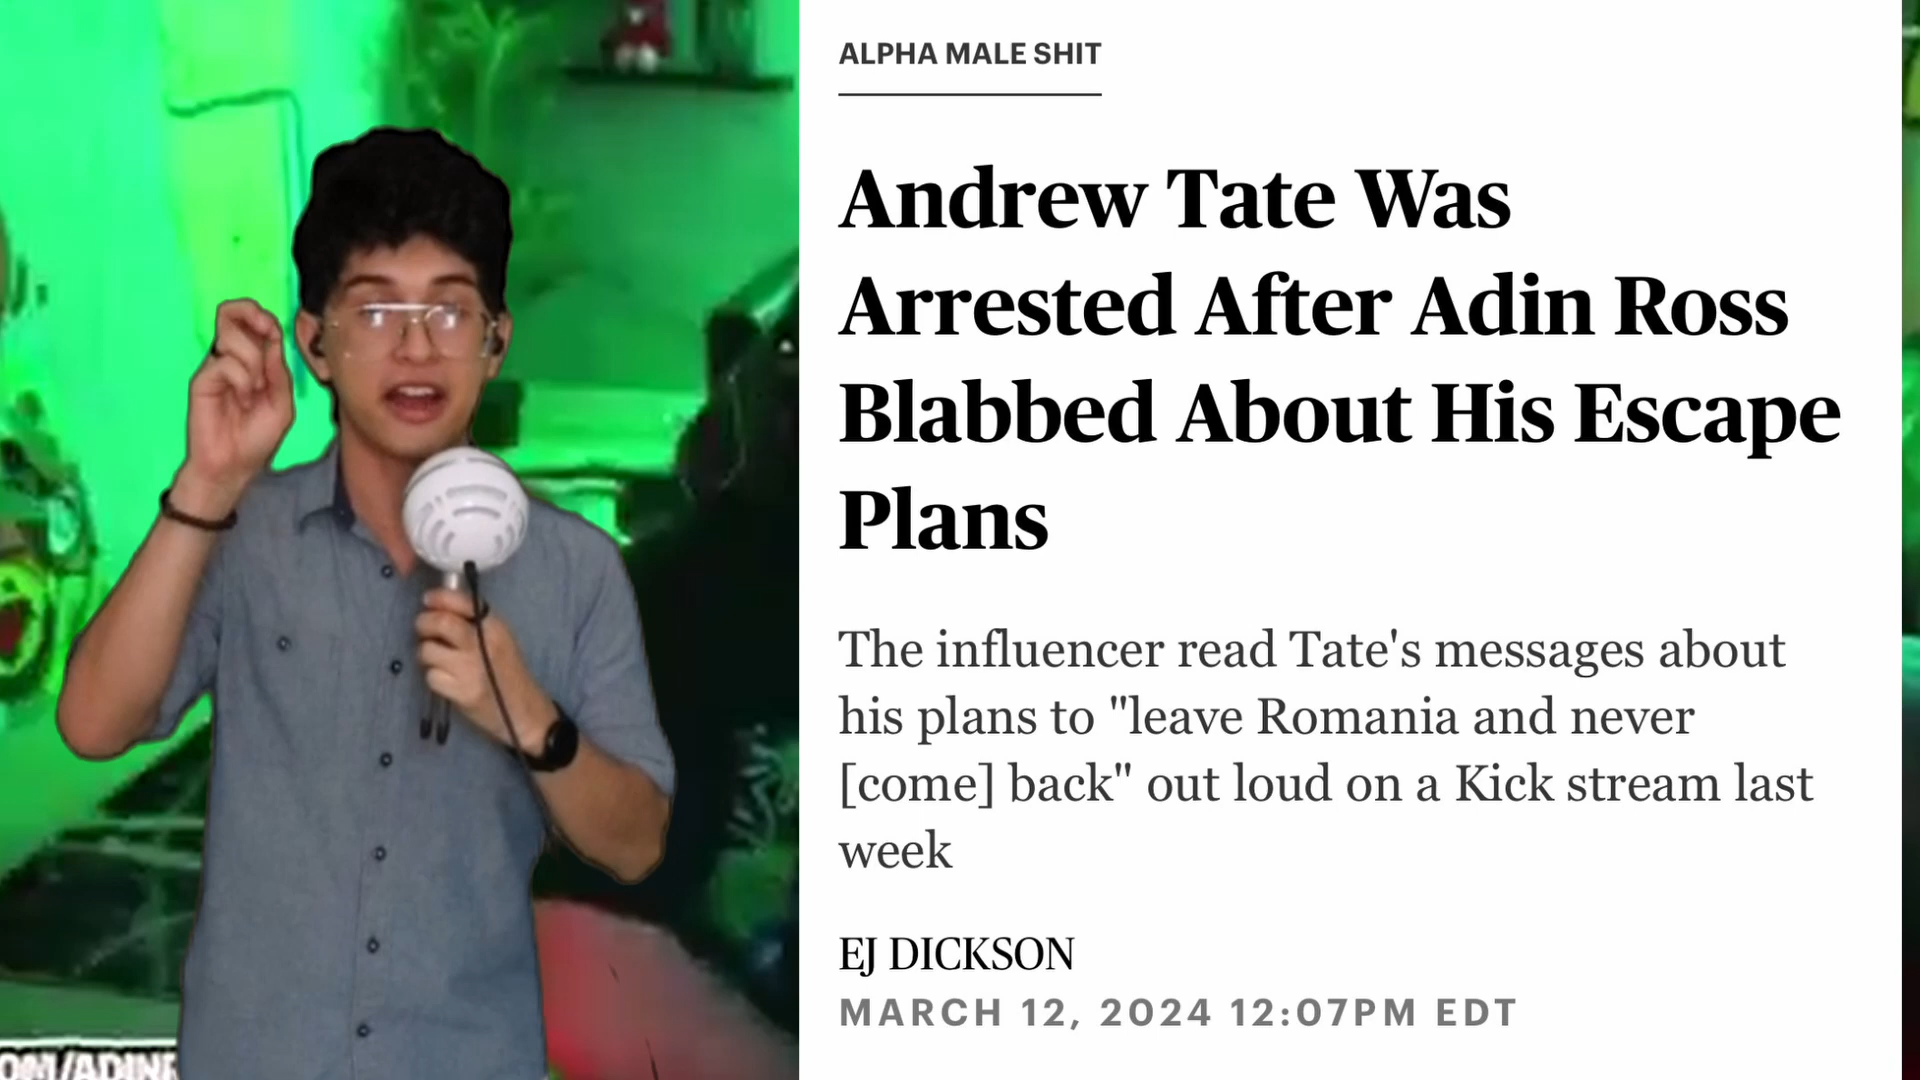 ALPHA MALE SHIT
Andrew Tate Was
Arrested After Adin Ross
Blabbed About His Escape
Plans
The influencer read Tate's messages about
his plans to "leave Romania and never
[come] back" out loud on a Kick stream last
week
EJ DICKSON
MARCH 12, 2024 12:07PM EDT
OM/ADINR